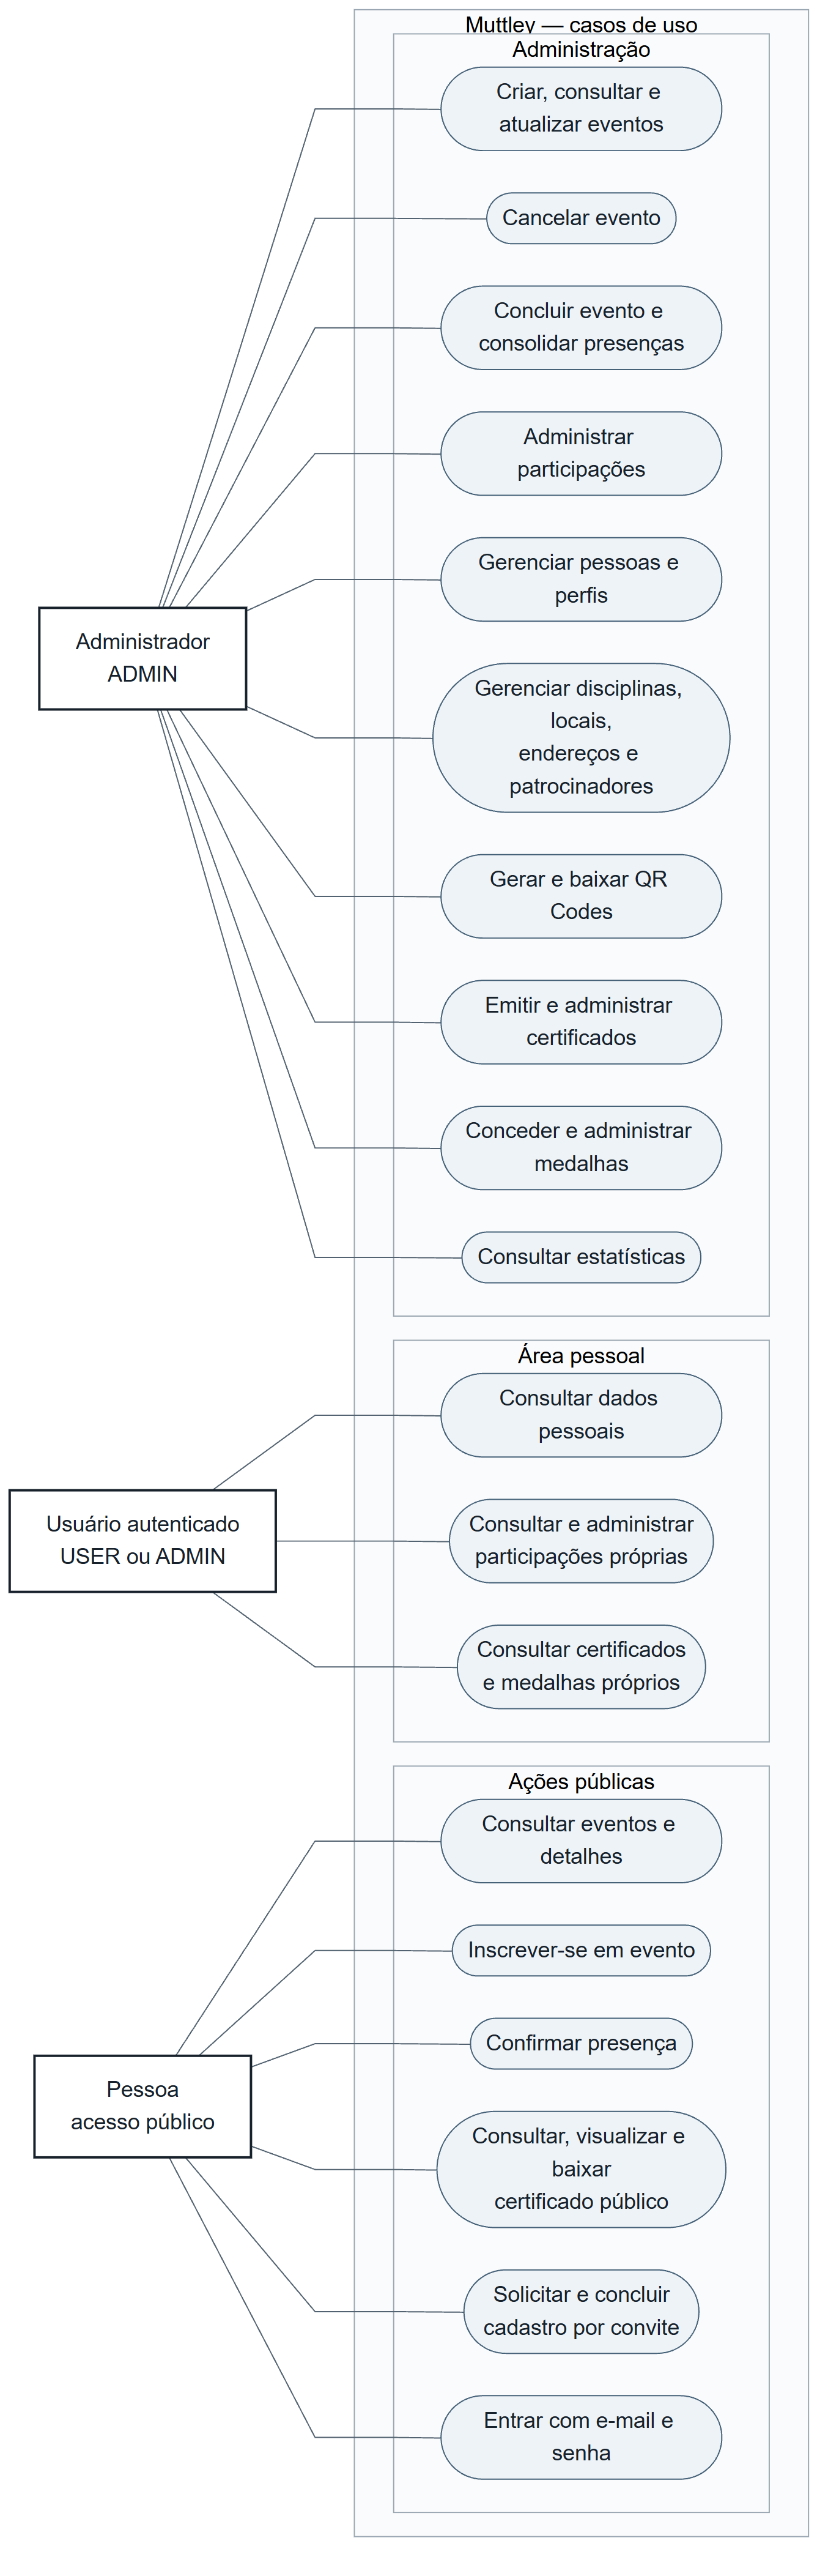 Muttley — casos de uso
Administração
Criar, consultar e
atualizar eventos
Cancelar evento
Concluir evento e
consolidar presenças
Administrar
participações
Gerenciar pessoas e
perfis
Administrador
ADMIN
Gerenciar disciplinas,
locais,
endereços e
patrocinadores
Gerar e baixar QR
Codes
Emitir e administrar
certificados
Conceder e administrar
medalhas
Consultar estatísticas
Área pessoal
Consultar dados
pessoais
Usuário autenticado
USER ou ADMIN
Consultar e administrar
participações próprias
Consultar certificados
e medalhas próprios
Ações públicas
Consultar eventos e
detalhes
Inscrever-se em evento
Confirmar presença
Pessoa
acesso público
Consultar, visualizar e
baixar
certificado público
Solicitar e concluir
cadastro por convite
Entrar com e-mail e
senha